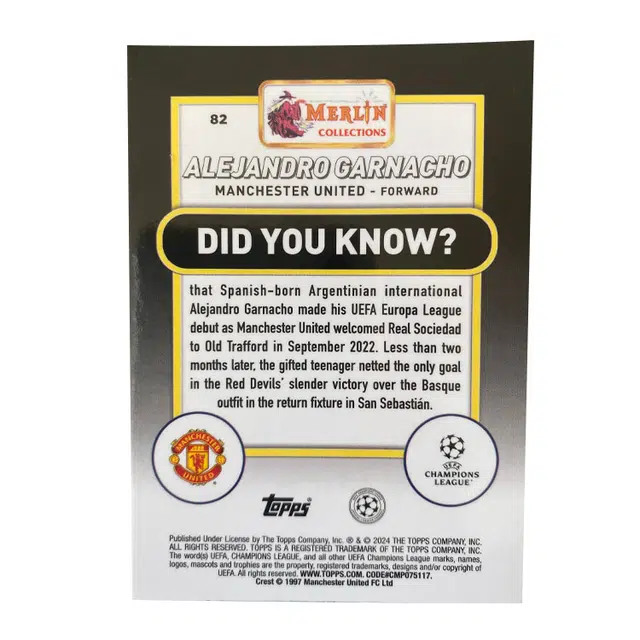 82
MERLIN
COLLECTIONS
ALEJANDRO GARNACHO
MANCHESTER UNITED - FORWARD
DID YOU KNOW?
that Spanish-born Argentinian international
Alejandro Garnacho made his UEFA Europa League
debut as Manchester United welcomed Real Sociedad
to Old Trafford in September 2022. Less than two
months later, the gifted teenager netted the only goal
in the Red Devils' slender victory over the Basque
outfit in the return fixture in San Sebastián.
MANCHESTER
UNITED
UEFA
CHAMPIONS
LEAGUE
topps
Published Under License by The Topps Company, Inc. ® & © 2024 THE TOPPS COMPANY, INC.
ALL RIGHTS RESERVED. TOPPS IS A REGISTERED TRADEMARK OF THE TOPPS COMPANY, INC.
The word(s) UEFA, CHAMPIONS LEAGUE, and all other UEFA Champions League marks, names,
logos, mascots and trophies are the property, registered trademarks, designs and/or copyright of
UEFA. All rights reserved. WWW.TOPPS.COM. CODE#CMP075117.
Crest © 1997 Manchester United FC Ltd